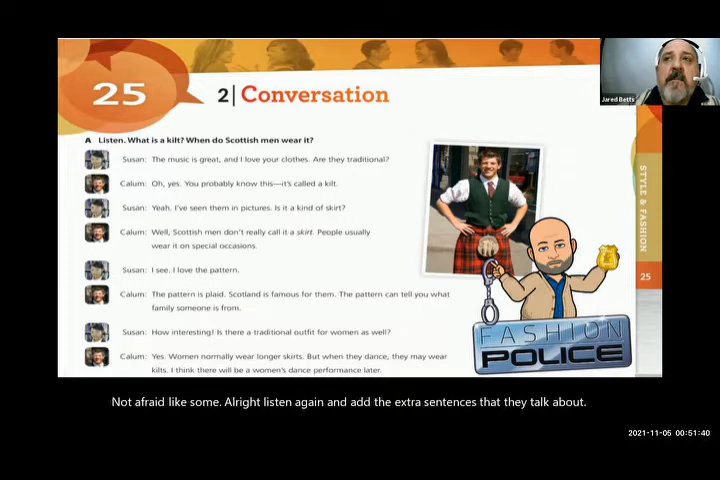 Jared Betts
25
2| Conversation
A Listen. What is a kilt? When do Scottish men wear it?
Susan: The music is great, and I love your clothes. Are they traditional?
Calum: Oh, yes. You probably know this—it's called a kilt.
Susan: Yeah. I've seen them in pictures. Is it a kind of skirt?
Calum: Well, Scottish men don't really call it a skirt. People usually
wear it on special occasions.
Susan: I see. I love the pattern.
Calum: The pattern is plaid. Scotland is famous for them. The pattern can tell you what
family someone is from.
Susan: How interesting! Is there a traditional outfit for women as well?
Calum: Yes. Women normally wear longer skirts. But when they dance, they may wear
kilts. I think there will be a women's dance performance later.
STYLE & FASHION
25
FASHION
POLICE
Not afraid like some. Alright listen again and add the extra sentences that they talk about.
2021-11-05 00:51:40